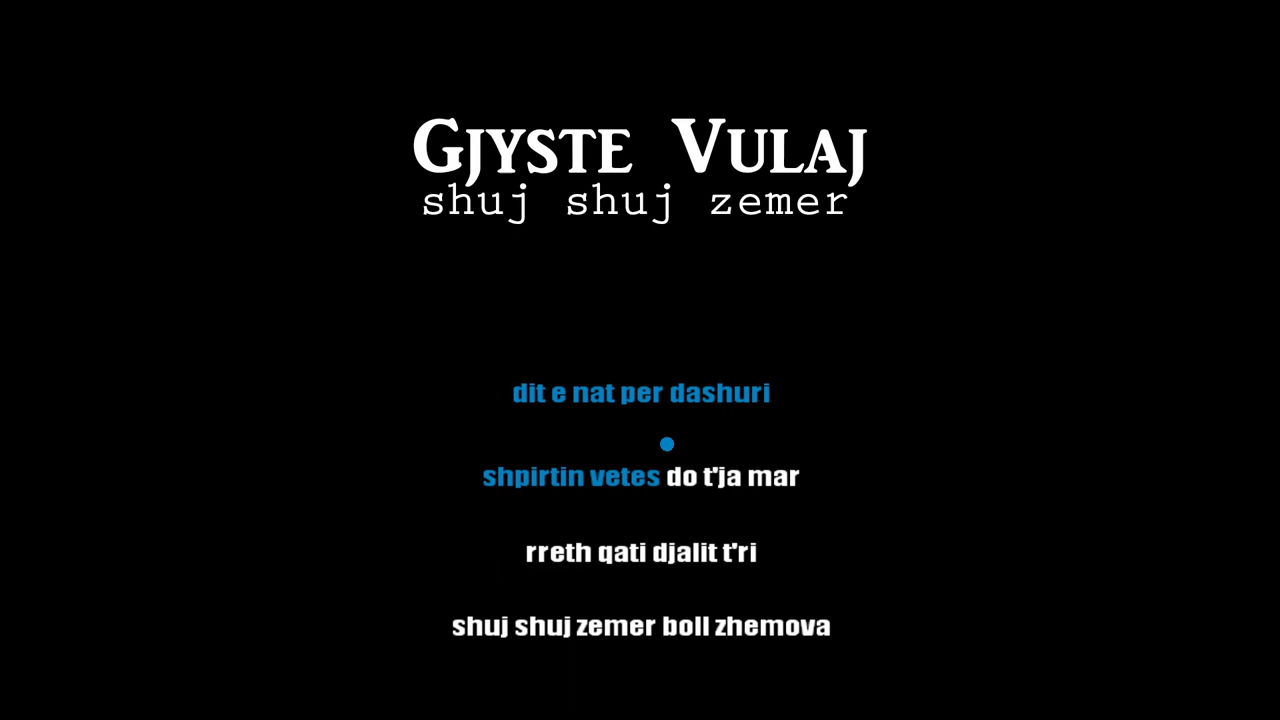 Gjyste Vulaj
shuj shuj zemer
dit e nat per dashuri
shpirtin vetes do t'ja mar
rreth qati djalit t'ri
shuj shuj zemer boll zhemova